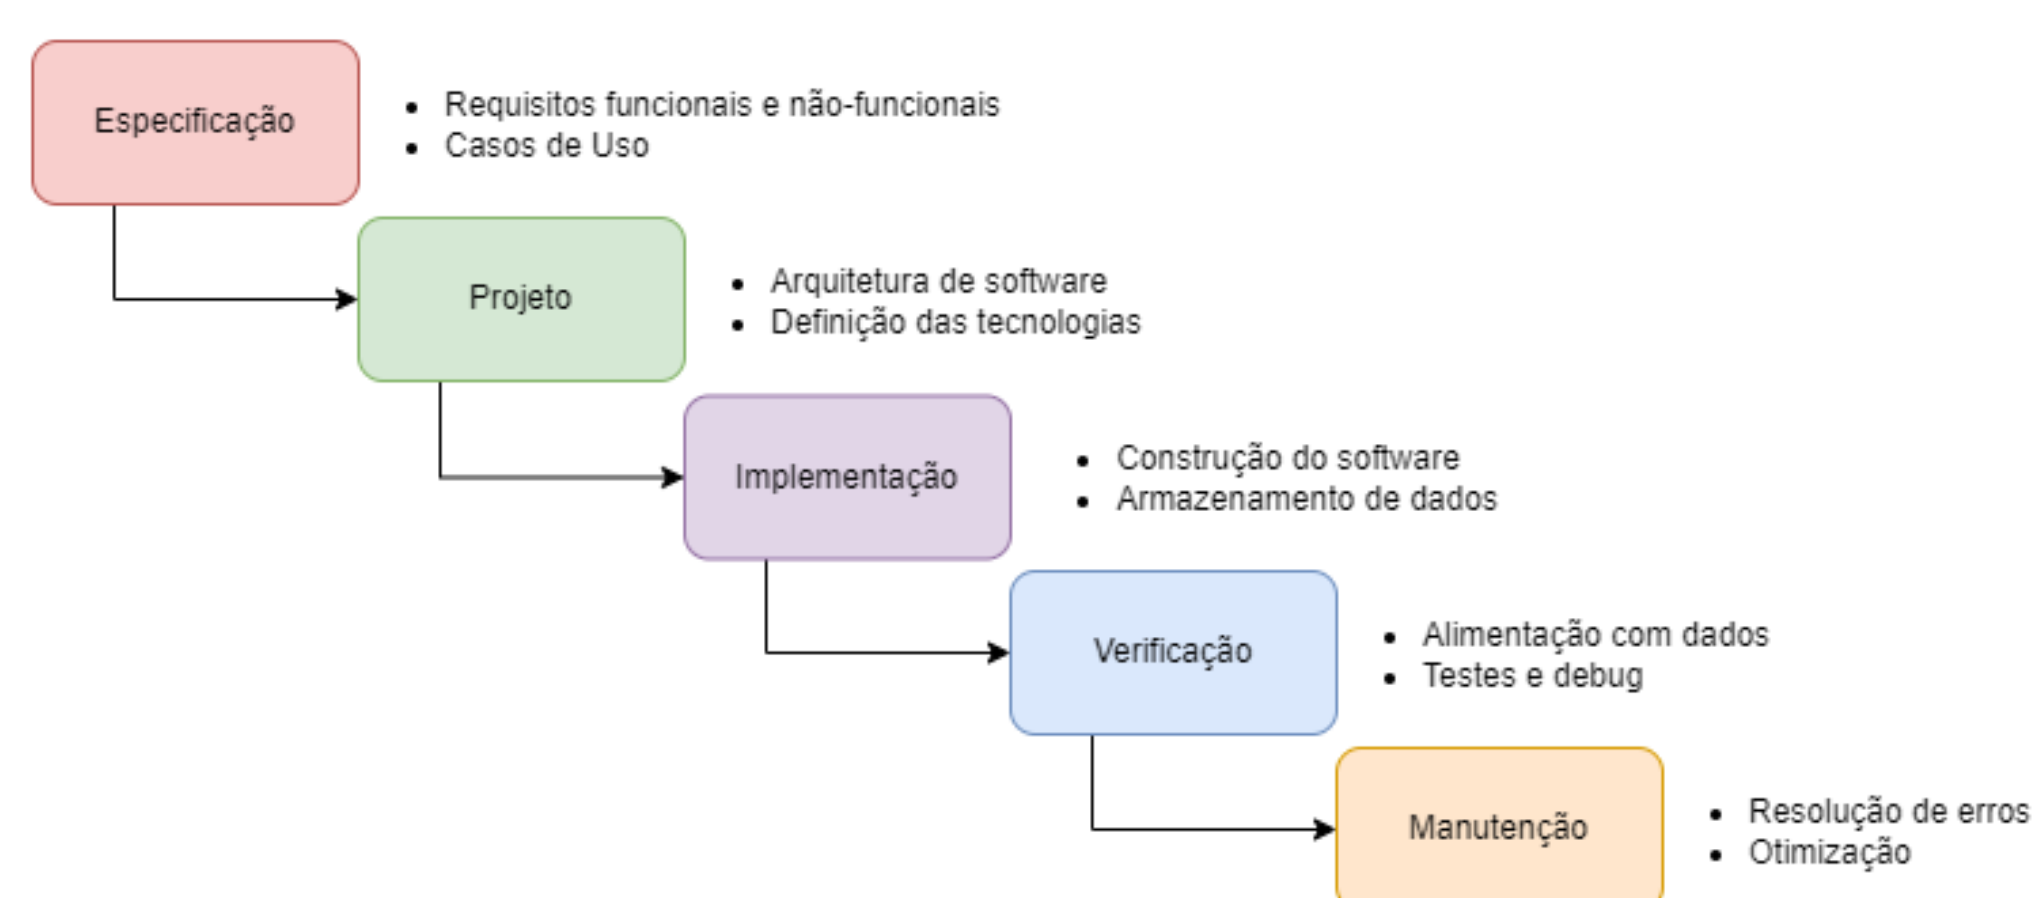 Especificação
• Requisitos funcionais e não-funcionais
• Casos de Uso
Projeto
• Arquitetura de software
• Definição das tecnologias
Implementação
• Construção do software
• Armazenamento de dados
Verificação
• Alimentação com dados
• Testes e debug
Manutenção
• Resolução de erros
• Otimização